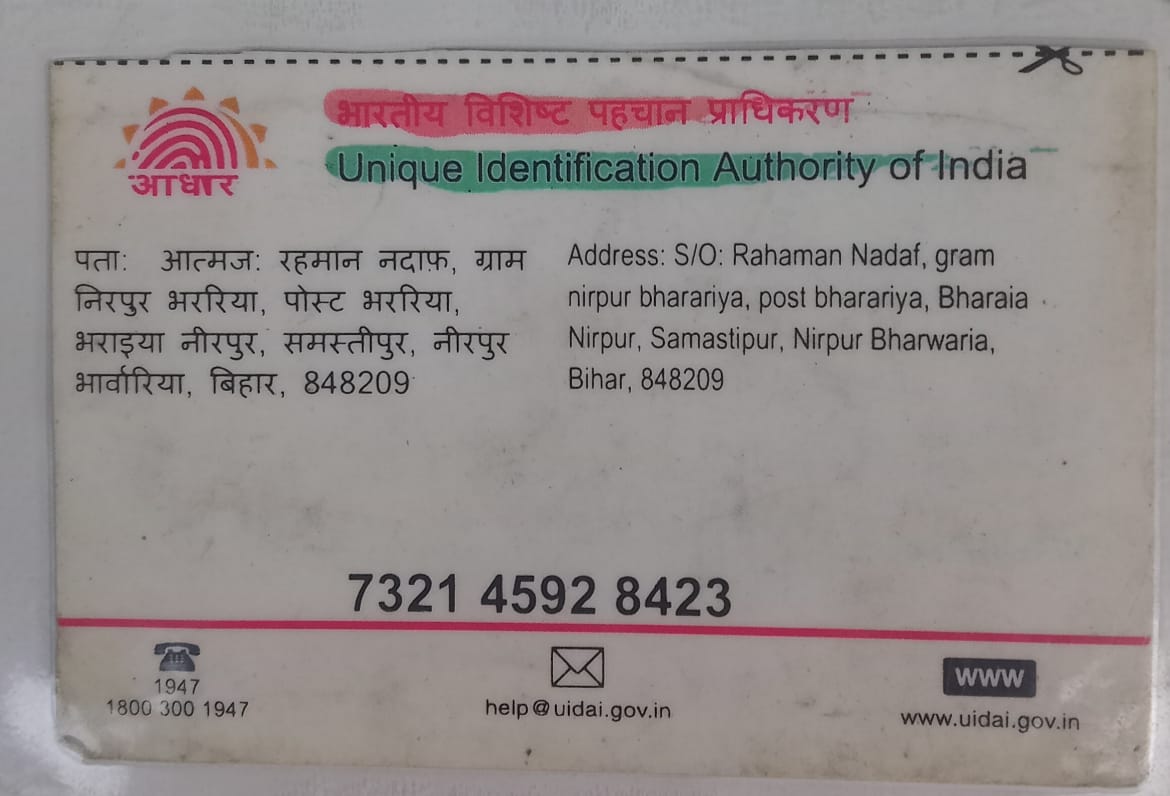 भारतीय विशिष्ट पहचान प्राधिकरण
Unique Identification Authority of India
आधार
पता: आत्मज: रहमान नदाफ़, ग्राम
निरपुर भररिया, पोस्ट भररिया,
भराइया नीरपुर, समस्तीपुर, नीरपुर
भार्वारिया, बिहार, 848209
Address: S/O: Rahaman Nadaf, gram
nirpur bharariya, post bharariya, Bharaia
Nirpur, Samastipur, Nirpur Bharwaria,
Bihar, 848209
7321 4592 8423
1947
1800 300 1947
help@uidai.gov.in
WWW
www.uidai.gov.in